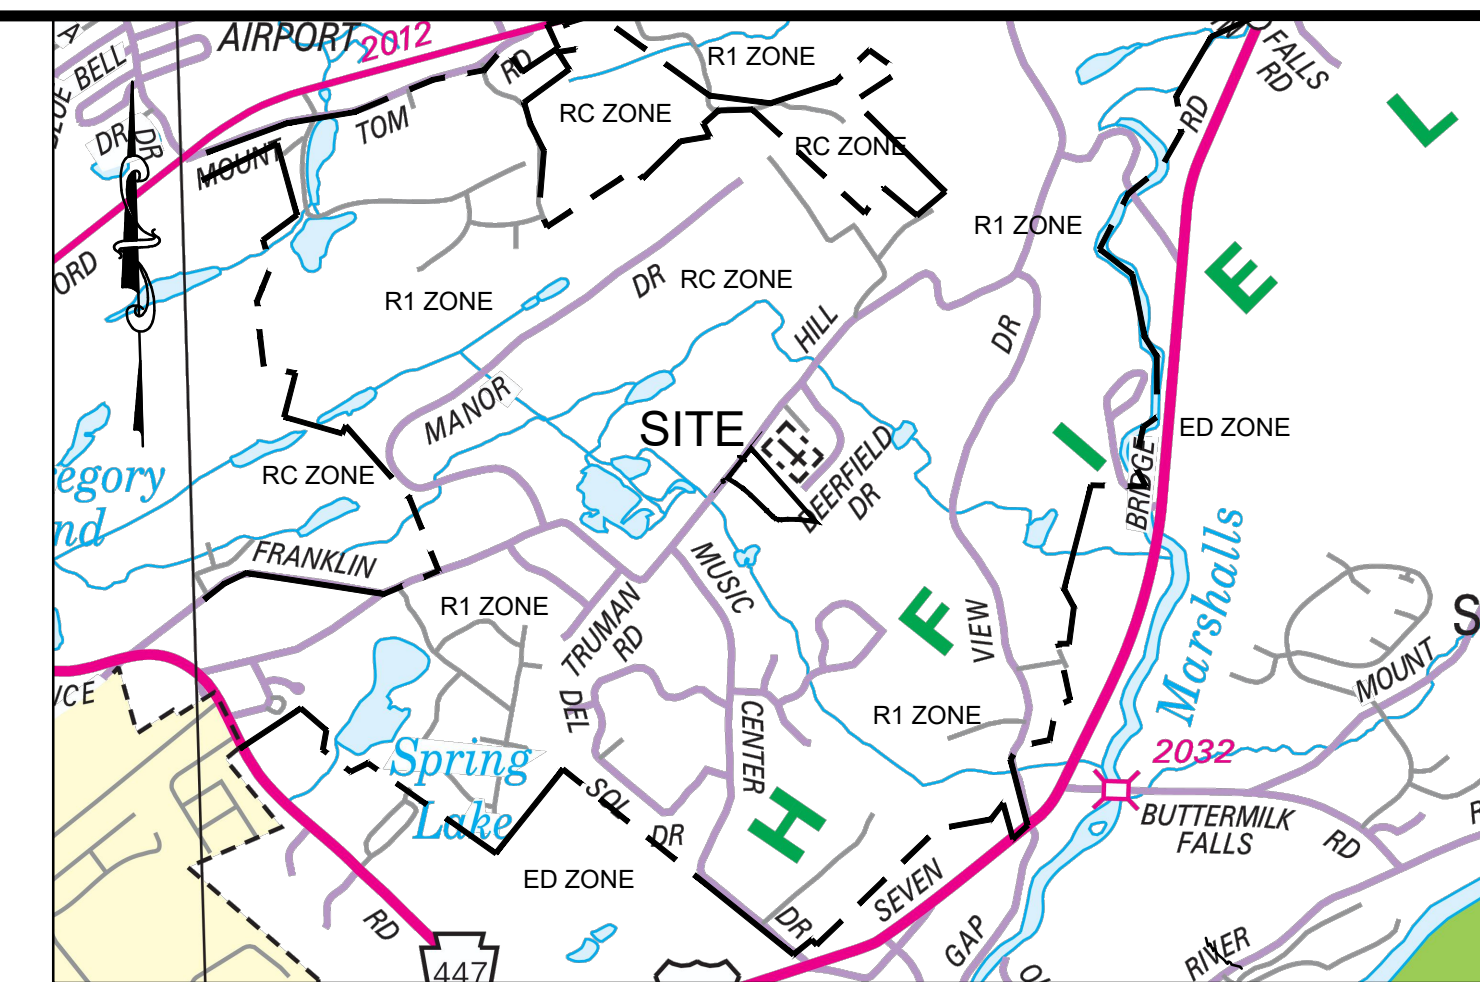 AIRPORT
2012
BELL
DR
DR
MOUNT
TOM
RD
R1 ZONE
RC ZONE
RC ZONE
FALLS
RD
RD
L
R1 ZONE
E
ORD
R1 ZONE
DR
RC ZONE
HILL
DR
MANOR
SITE
ED ZONE
I
BRIDGE
RC ZONE
egory
nd
DEERFIELD
DR
FRANKLIN
MUSIC
R1 ZONE
TRUMAN
RD
F
VIEW
Marshalls
S
MOUNT
DEL
CENTER
R1 ZONE
2032
Spring
Lake
SOL
DR
H
BUTTERMILK
FALLS
RD
ED ZONE
SEVEN
DR
RD
GAP
RIVER
447